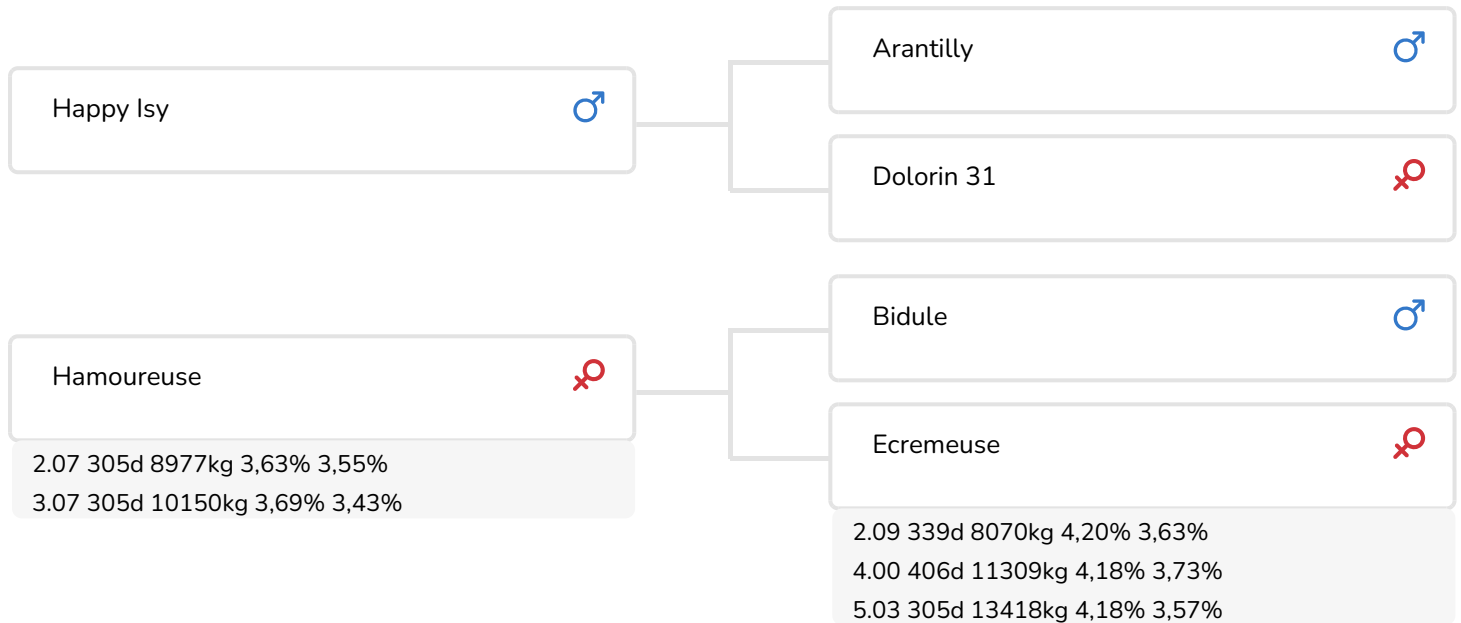 Happy Isy
Arantilly
Dolorin 31
Hamoureuse
2.07 305d 8977kg 3,63% 3,55%
3.07 305d 10150kg 3,69% 3,43%
Bidule
Ecremeuse
2.09 339d 8070kg 4,20% 3,63%
4.00 406d 11309kg 4,18% 3,73%
5.03 305d 13418kg 4,18% 3,57%